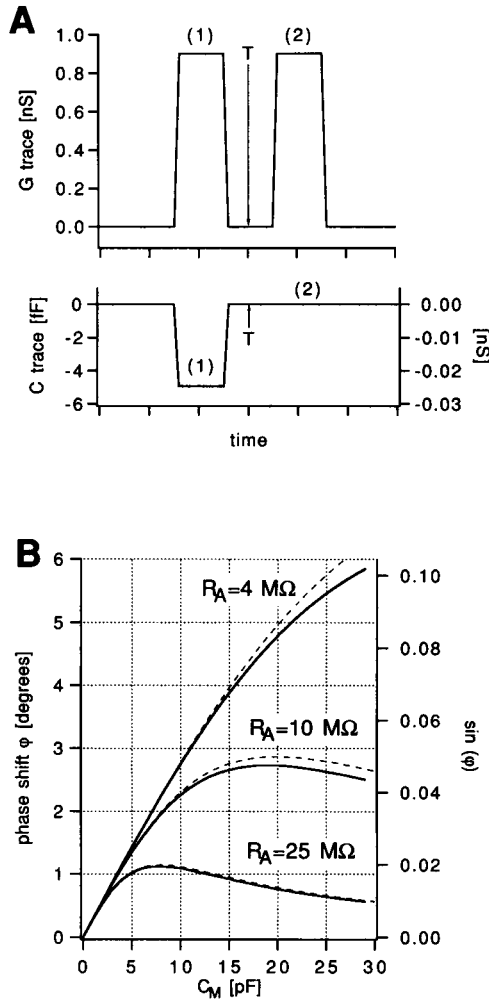 A
(1)
(2)
T
G trace [nS]
1.0
0.8
0.6
0.4
0.2
0.0
(2)
T
(1)
C trace [fF]
0
-2
-4
-6
0.00
-0.01
-0.02
-0.03
[nS]
time
B
RA=4 MΩ
RA=10 MΩ
RA=25 MΩ
phase shift φ [degrees]
6
5
4
3
2
1
0
0.10
0.08
0.06
0.04
0.02
0.00
sin (φ)
0 5 10 15 20 25 30
CM [pF]